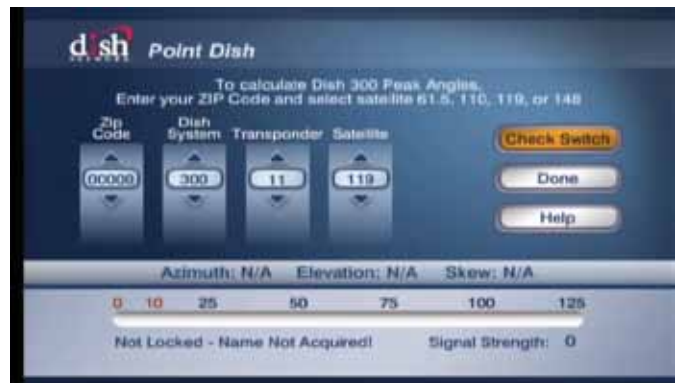 dish
NETWORK
Point Dish
To calculate Dish 300 Peak Angles,
Enter your ZIP Code and select satellite 61.5, 110, 119, or 148
Zip Code
Dish System
Transponder
Satellite
00000
300
11
119
Check Switch
Done
Help
Azimuth: N/A Elevation: N/A Skew: N/A
0 10 25 50 75 100 125
Not Locked - Name Not Acquired!
Signal Strength: 0